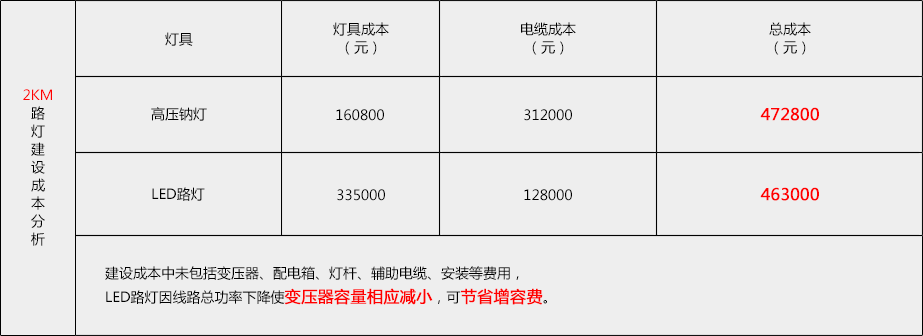 2KM
路
灯
建
设
成
本
分
析
灯具
灯具成本
（元）
电缆成本
（元）
总成本
（元）
高压钠灯
160800
312000
472800
LED路灯
335000
128000
463000
建设成本中未包括变压器、配电箱、灯杆、辅助电缆、安装等费用，
LED路灯因线路总功率下降使变压器容量相应减小，可节省增容费。